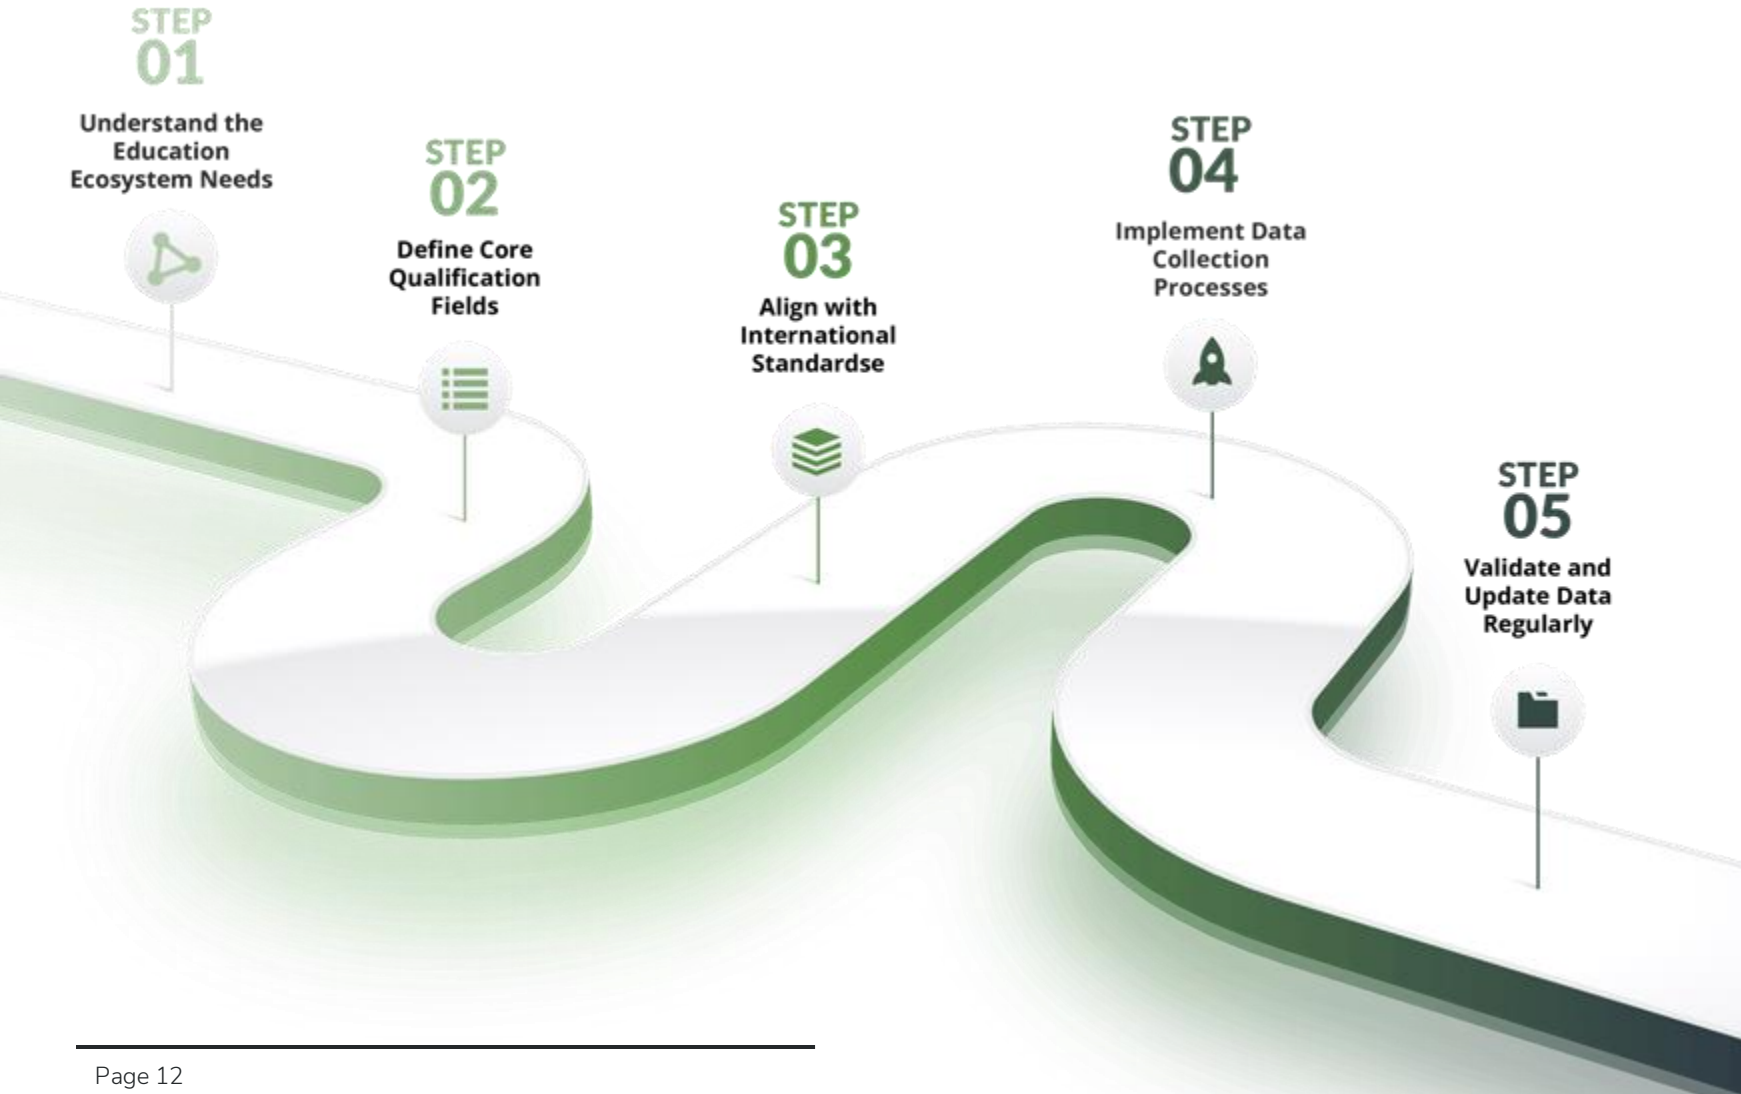 STEP
01
Understand the
Education
Ecosystem Needs
STEP
02
Define Core
Qualification
Fields
STEP
03
Align with
International
Standardse
STEP
04
Implement Data
Collection
Processes
STEP
05
Validate and
Update Data
Regularly
Page 12